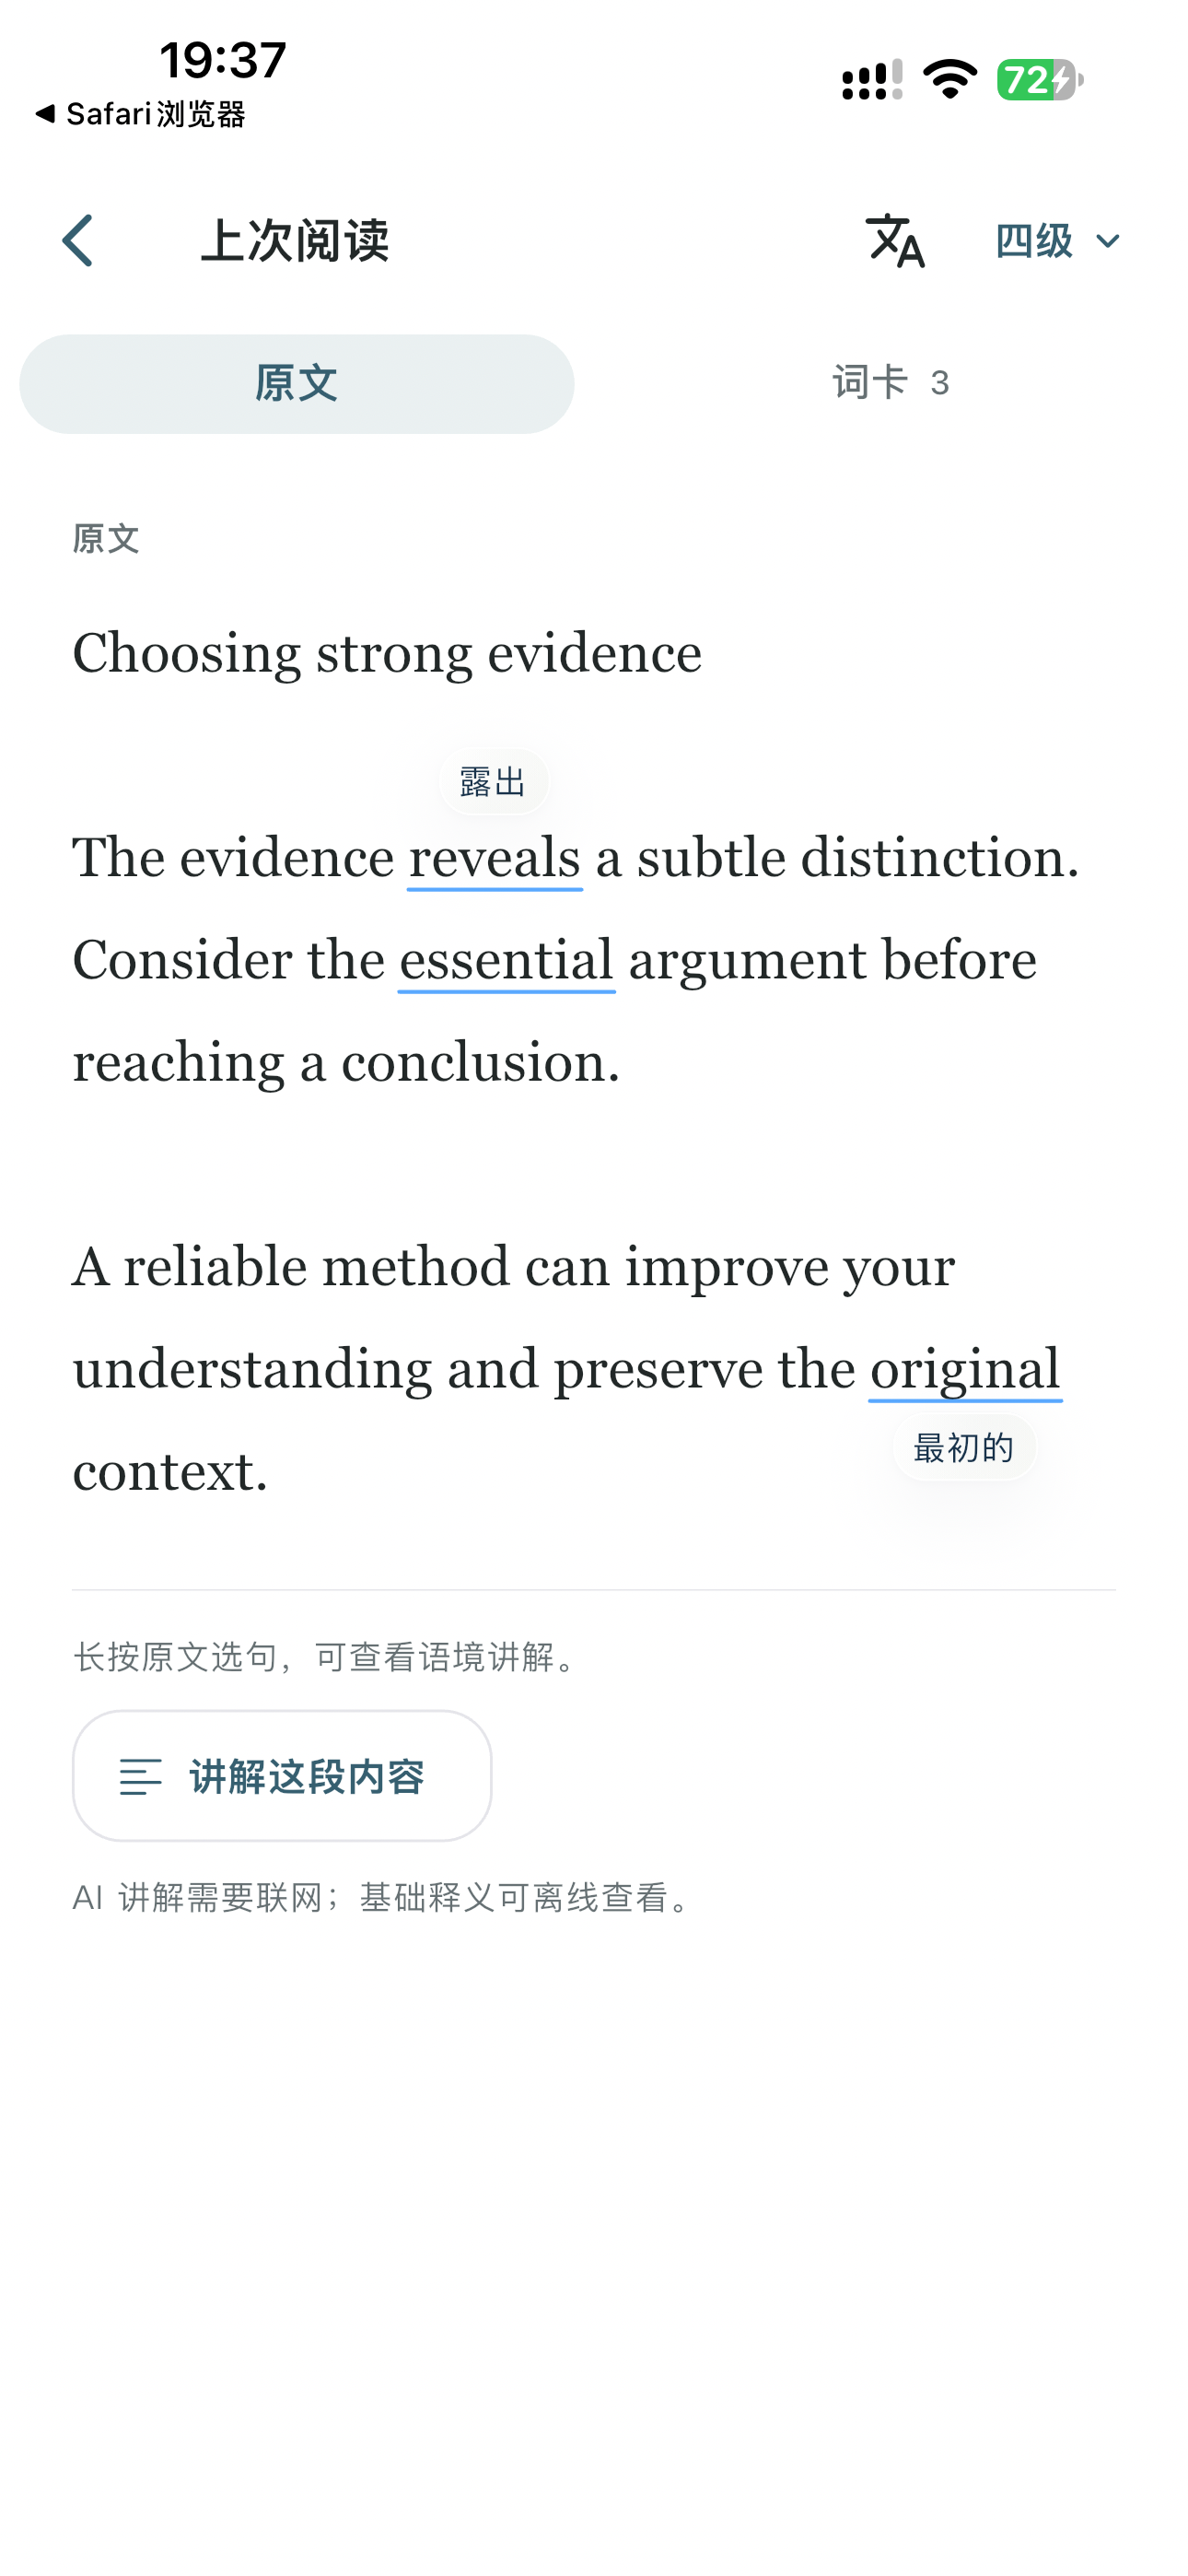 19:37
72
◀ Safari浏览器
上次阅读
文A
四级
原文
词卡 3
原文
Choosing strong evidence
露出
The evidence reveals a subtle distinction.
Consider the essential argument before
reaching a conclusion.
A reliable method can improve your
understanding and preserve the original
最初的
context.
长按原文选句，可查看语境讲解。
讲解这段内容
AI 讲解需要联网；基础释义可离线查看。